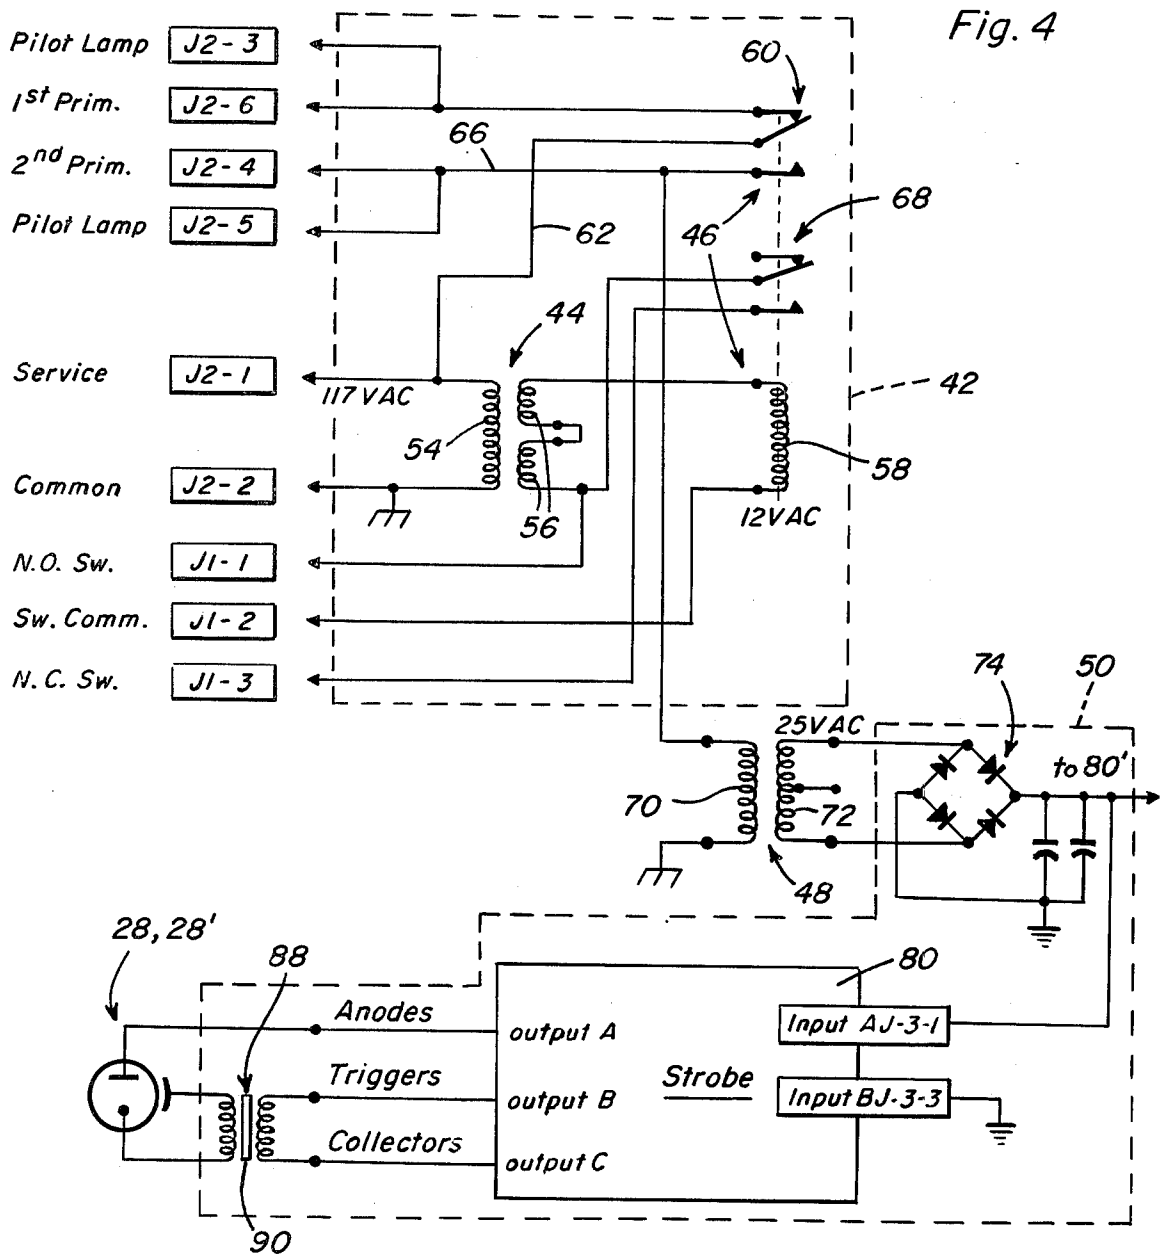 Fig. 4
Pilot Lamp J2-3
60
1st Prim. J2-6
66
2nd Prim. J2-4
68
Pilot Lamp J2-5
62
46
44
Service J2-1
117 VAC
42
54
58
Common J2-2
56
12VAC
N.O. Sw. J1-1
Sw. Comm. J1-2
N.C. Sw. J1-3
74
50
25VAC
to 80'
70
72
48
28, 28'
88
80
Anodes
output A
Input AJ-3-1
Triggers
Strobe
output B
Input BJ-3-3
Collectors
output C
90